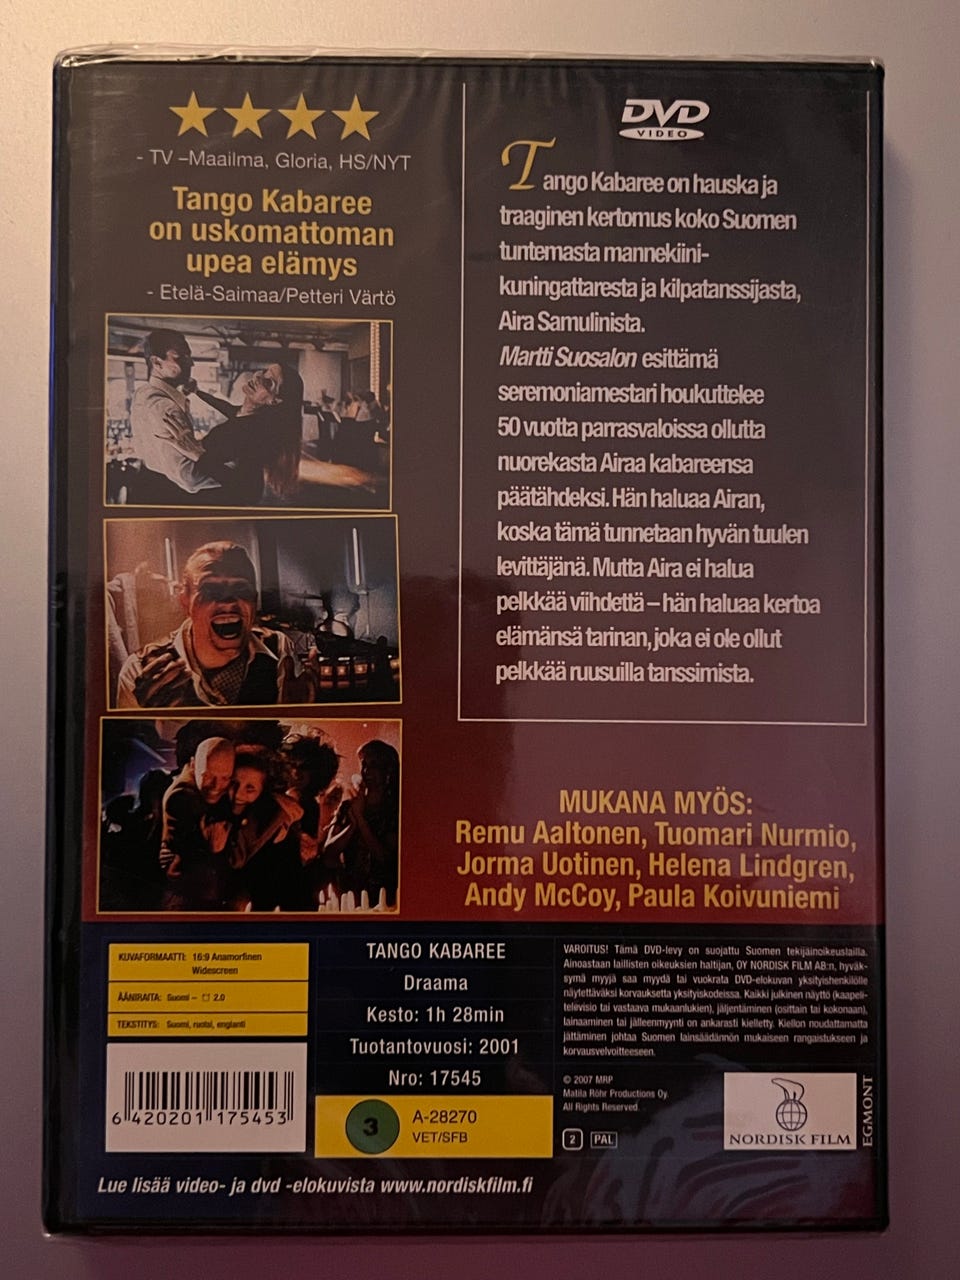 - TV –Maailma, Gloria, HS/NYT
Tango Kabaree
on uskomattoman
upea elämys
- Etelä-Saimaa/Petteri Värtö
DVD
VIDEO
Tango Kabaree on hauska ja
traaginen kertomus koko Suomen
tuntemasta mannekiini-
kuningattaresta ja kilpatanssijasta,
Aira Samulinista.
Martti Suosalon esittämä
seremoniamestari houkuttelee
50 vuotta parrasvaloissa ollutta
nuorekasta Airaa kabareensa
päätähdeksi. Hän haluaa Airan,
koska tämä tunnetaan hyvän tuulen
levittäjänä. Mutta Aira ei halua
pelkkää viihdettä – hän haluaa kertoa
elämänsä tarinan, joka ei ole ollut
pelkkää ruusuilla tanssimista.
MUKANA MYÖS:
Remu Aaltonen, Tuomari Nurmio,
Jorma Uotinen, Helena Lindgren,
Andy McCoy, Paula Koivuniemi
KUVAFORMAATTI: 16:9 Anamorfinen
Widescreen
ÄÄNIRAITA: Suomi – 2.0
TEKSTITYS: Suomi, ruotsi, englanti
6 420201 175453
TANGO KABAREE
Draama
Kesto: 1h 28min
Tuotantovuosi: 2001
Nro: 17545
3
A-28270
VET/SFB
VAROITUS! Tämä DVD-levy on suojattu Suomen tekijäinoikeuslailla.
Ainoastaan laillisten oikeuksien haltijan, OY NORDISK FILM AB:n, hyväk-
symä myyjä saa myydä tai vuokrata DVD-elokuvan yksityishenkilölle
näytettäväksi korvauksetta yksityiskodeissa. Kaikki julkinen näyttö (kaapeli-
televisio tai vastaava mukaanlukien), jäljentäminen (osittain tai kokonaan),
lainaaminen tai jälleenmyynti on ankarasti kielletty. Kiellon noudattamatta
jättäminen johtaa Suomen lainsäädännön mukaiseen rangaistukseen ja
korvausvelvoitteeseen.
© 2007 MRP
Matila Röhr Productions Oy.
All Rights Reserved.
2 PAL
NORDISK FILM
EGMONT
Lue lisää video- ja dvd -elokuvista www.nordiskfilm.fi